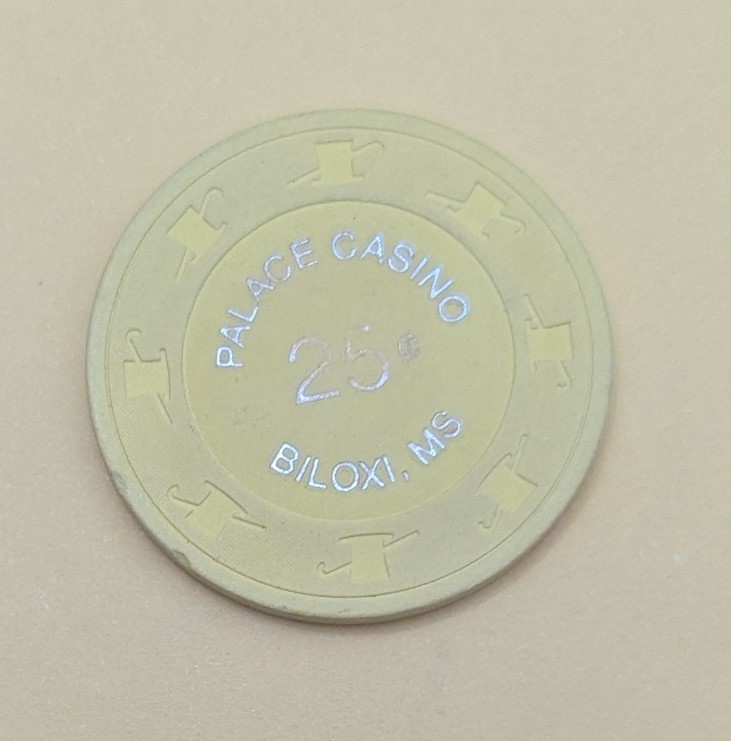 PALACE CASINO
25¢
BILOXI, MS